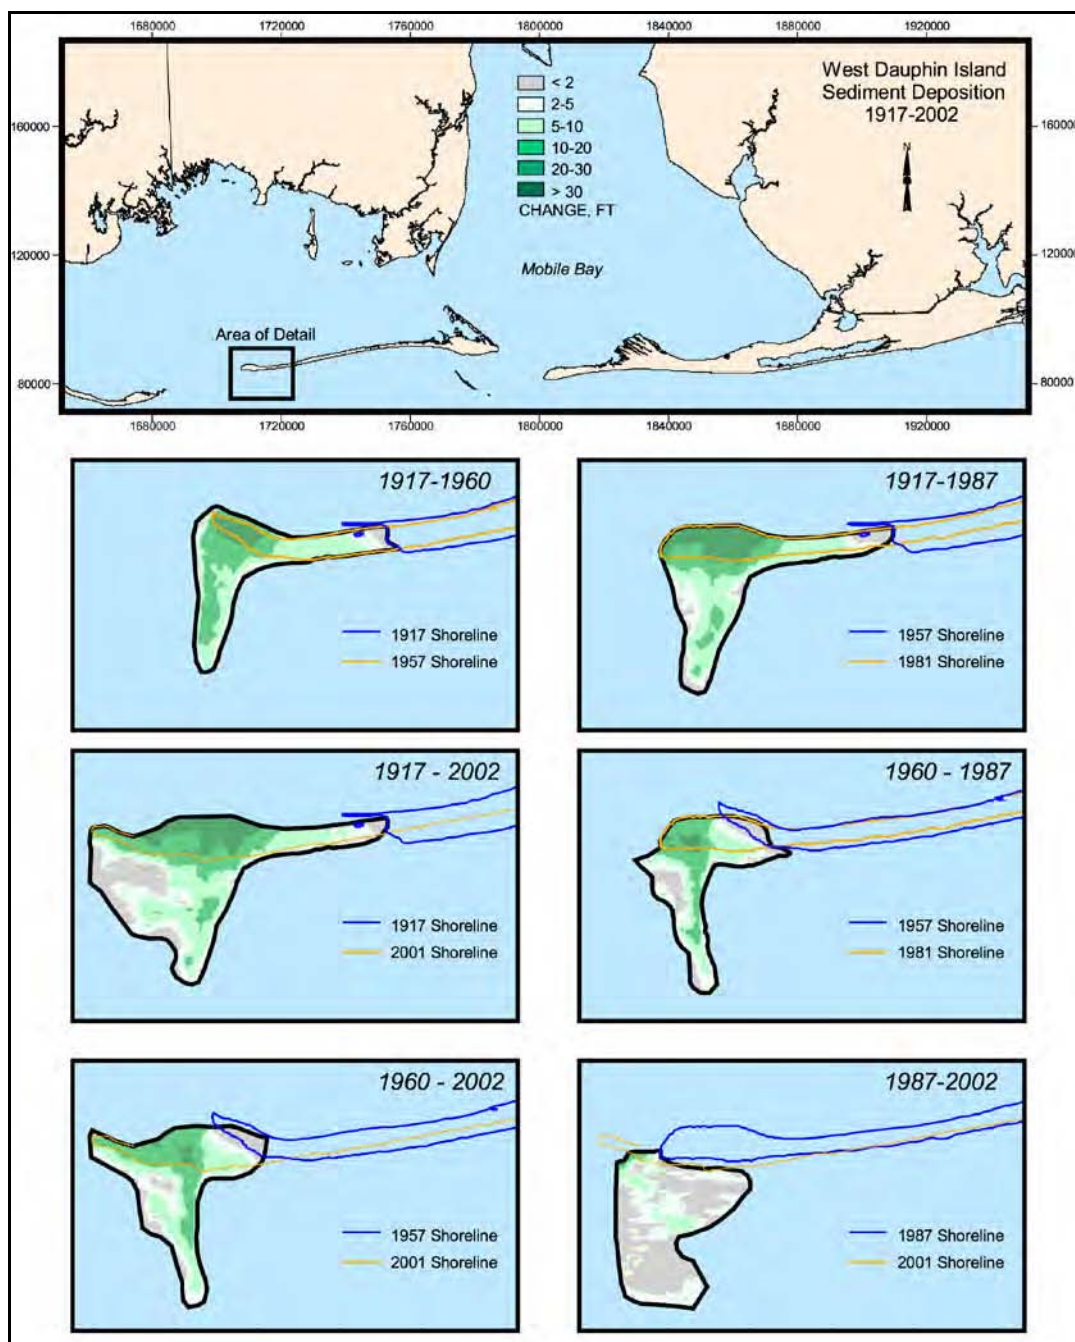 1680000 1720000 1760000 1800000 1840000 1880000 1920000
West Dauphin Island
Sediment Deposition
1917-2002
N
< 2
2-5
5-10
10-20
20-30
> 30
CHANGE, FT
160000
160000
120000
120000
80000
80000
Mobile Bay
Area of Detail
1680000 1720000 1760000 1800000 1840000 1880000 1920000
1917-1960
1917 Shoreline
1957 Shoreline
1917-1987
1957 Shoreline
1981 Shoreline
1917 - 2002
1917 Shoreline
2001 Shoreline
1960 - 1987
1957 Shoreline
1981 Shoreline
1960 - 2002
1957 Shoreline
2001 Shoreline
1987-2002
1987 Shoreline
2001 Shoreline